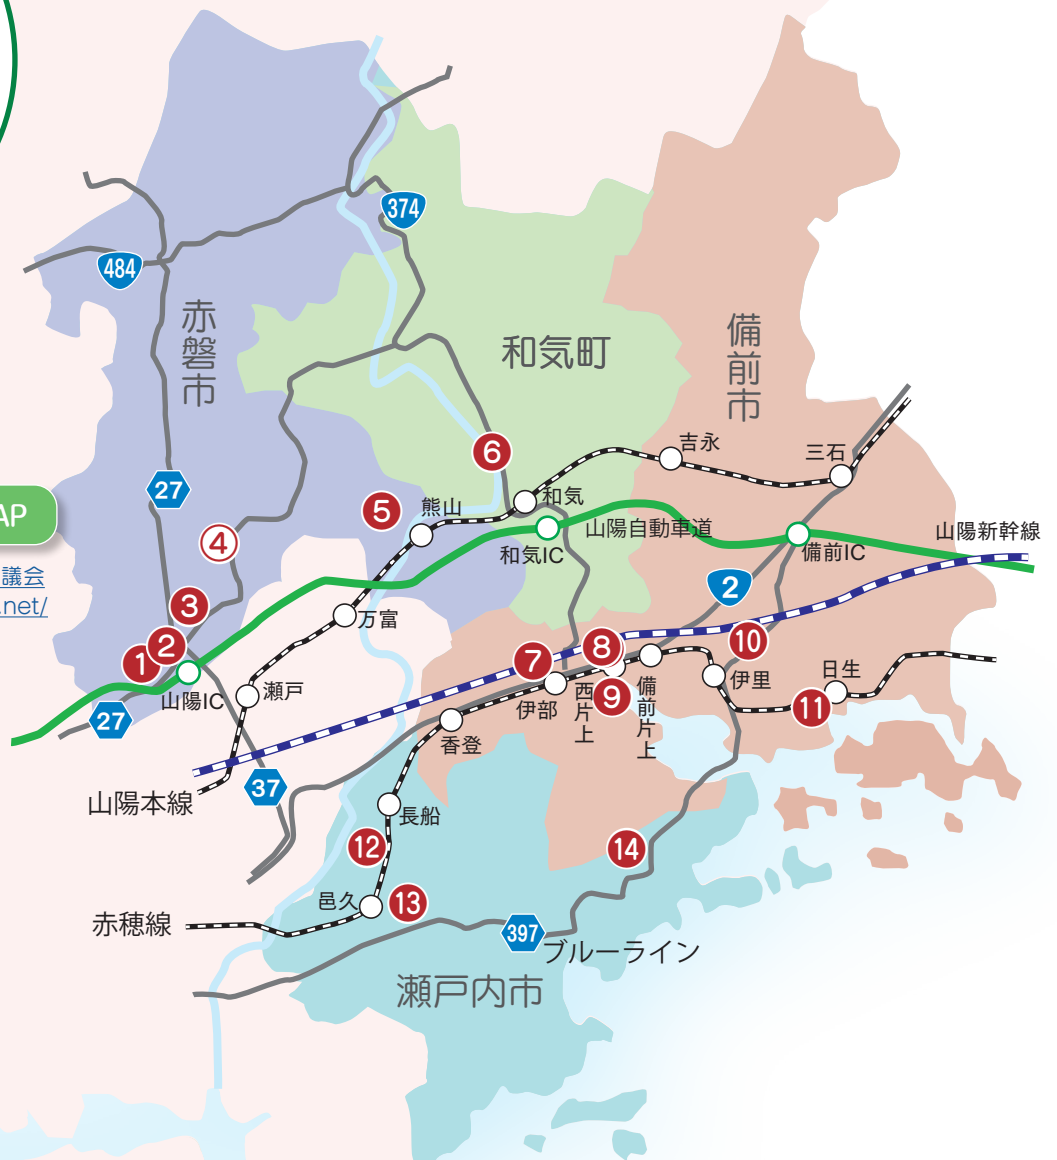 374
484
赤磐市
和気町
備前市
吉永
三石
6
27
AP
5
熊山
和気
山陽自動車道
和気IC
備前IC
山陽新幹線
4
議会
.net/
2
3
万富
1
2
7
8
10
伊里
日生
山陽IC
瀬戸
伊部
西片上
9
備前片上
11
27
香登
37
山陽本線
長船
12
14
邑久
13
赤穂線
397
ブルーライン
瀬戸内市